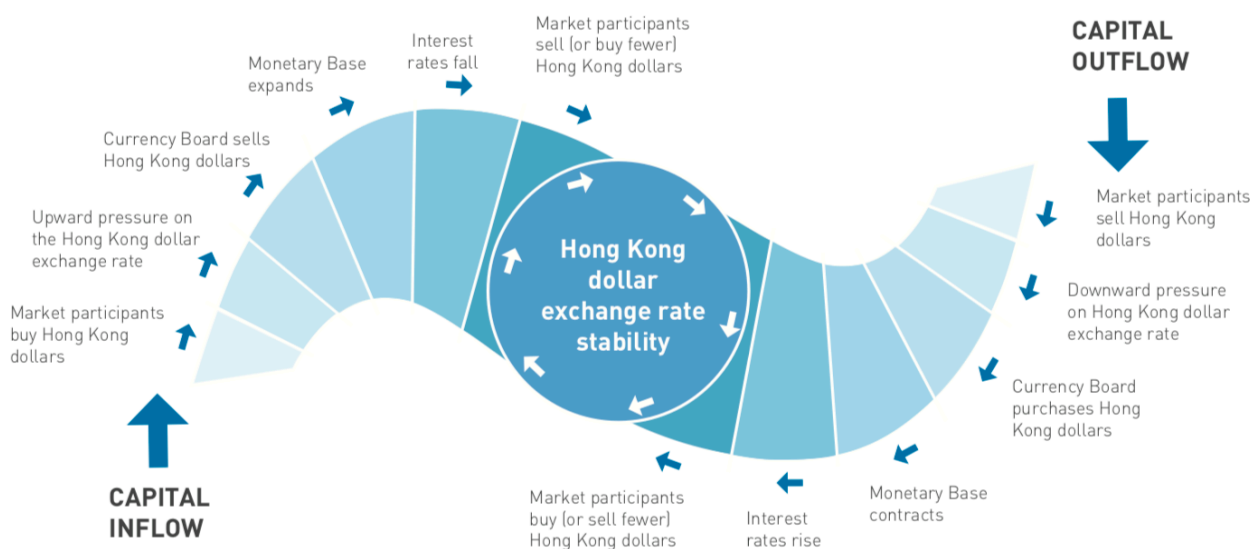 CAPITAL
INFLOW
Market participants
buy Hong Kong
dollars
Upward pressure on
the Hong Kong dollar
exchange rate
Currency Board sells
Hong Kong dollars
Monetary Base
expands
Interest
rates fall
Market participants
sell (or buy fewer)
Hong Kong dollars
Hong Kong
dollar
exchange rate
stability
CAPITAL
OUTFLOW
Market participants
sell Hong Kong
dollars
Downward pressure
on Hong Kong dollar
exchange rate
Currency Board
purchases Hong
Kong dollars
Monetary Base
contracts
Interest
rates rise
Market participants
buy (or sell fewer)
Hong Kong dollars